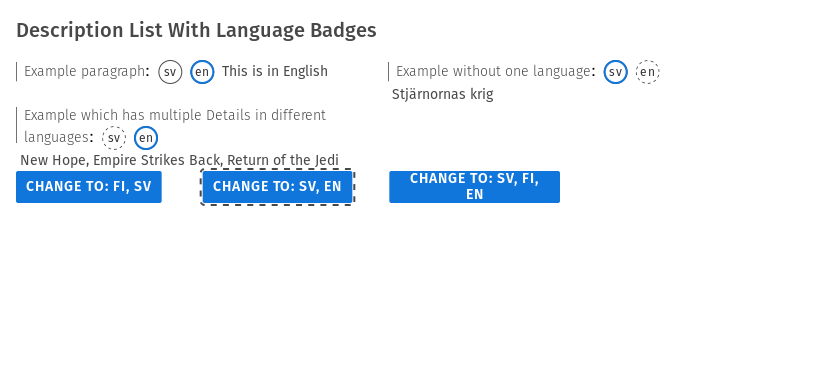 Description List With Language Badges
Example paragraph: sv en This is in English
Example without one language: sv en
Stjärnornas krig
Example which has multiple Details in different
languages: sv en
New Hope, Empire Strikes Back, Return of the Jedi
CHANGE TO: FI, SV
CHANGE TO: SV, EN
CHANGE TO: SV, FI,
EN